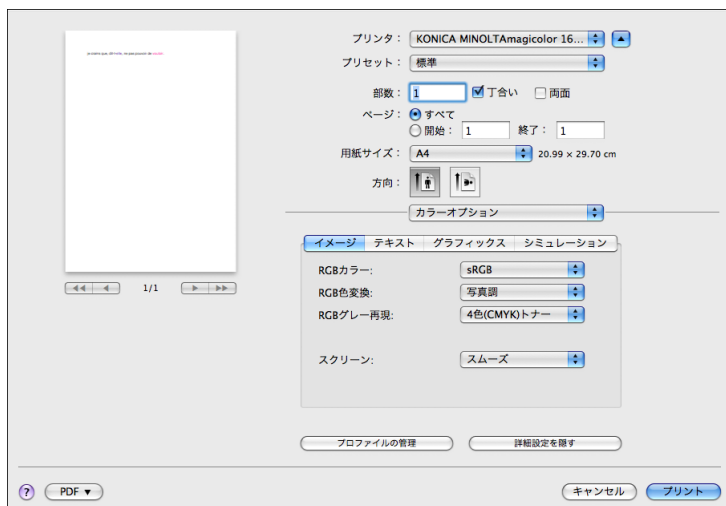 プリンタ： KONICA MINOLTAmagicolor 16...
プリセット： 標準
部数： 1 丁合い 両面
ページ： すべて
開始： 1 終了： 1
用紙サイズ： A4 20.99 × 29.70 cm
方向：
カラーオプション
イメージ テキスト グラフィックス シミュレーション
RGBカラー: sRGB
RGB色変換: 写真調
RGBグレー再現: 4色(CMYK)トナー
スクリーン: スムーズ
1/1
プロファイルの管理 詳細設定を隠す
? PDF ▼ キャンセル プリント